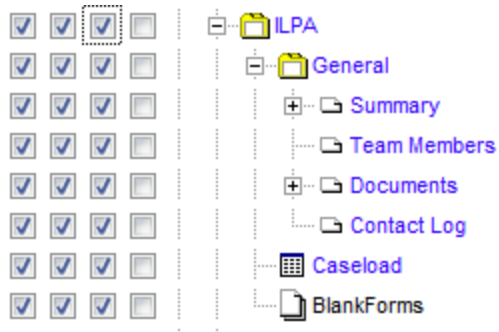 ILPA
General
Summary
Team Members
Documents
Contact Log
Caseload
BlankForms